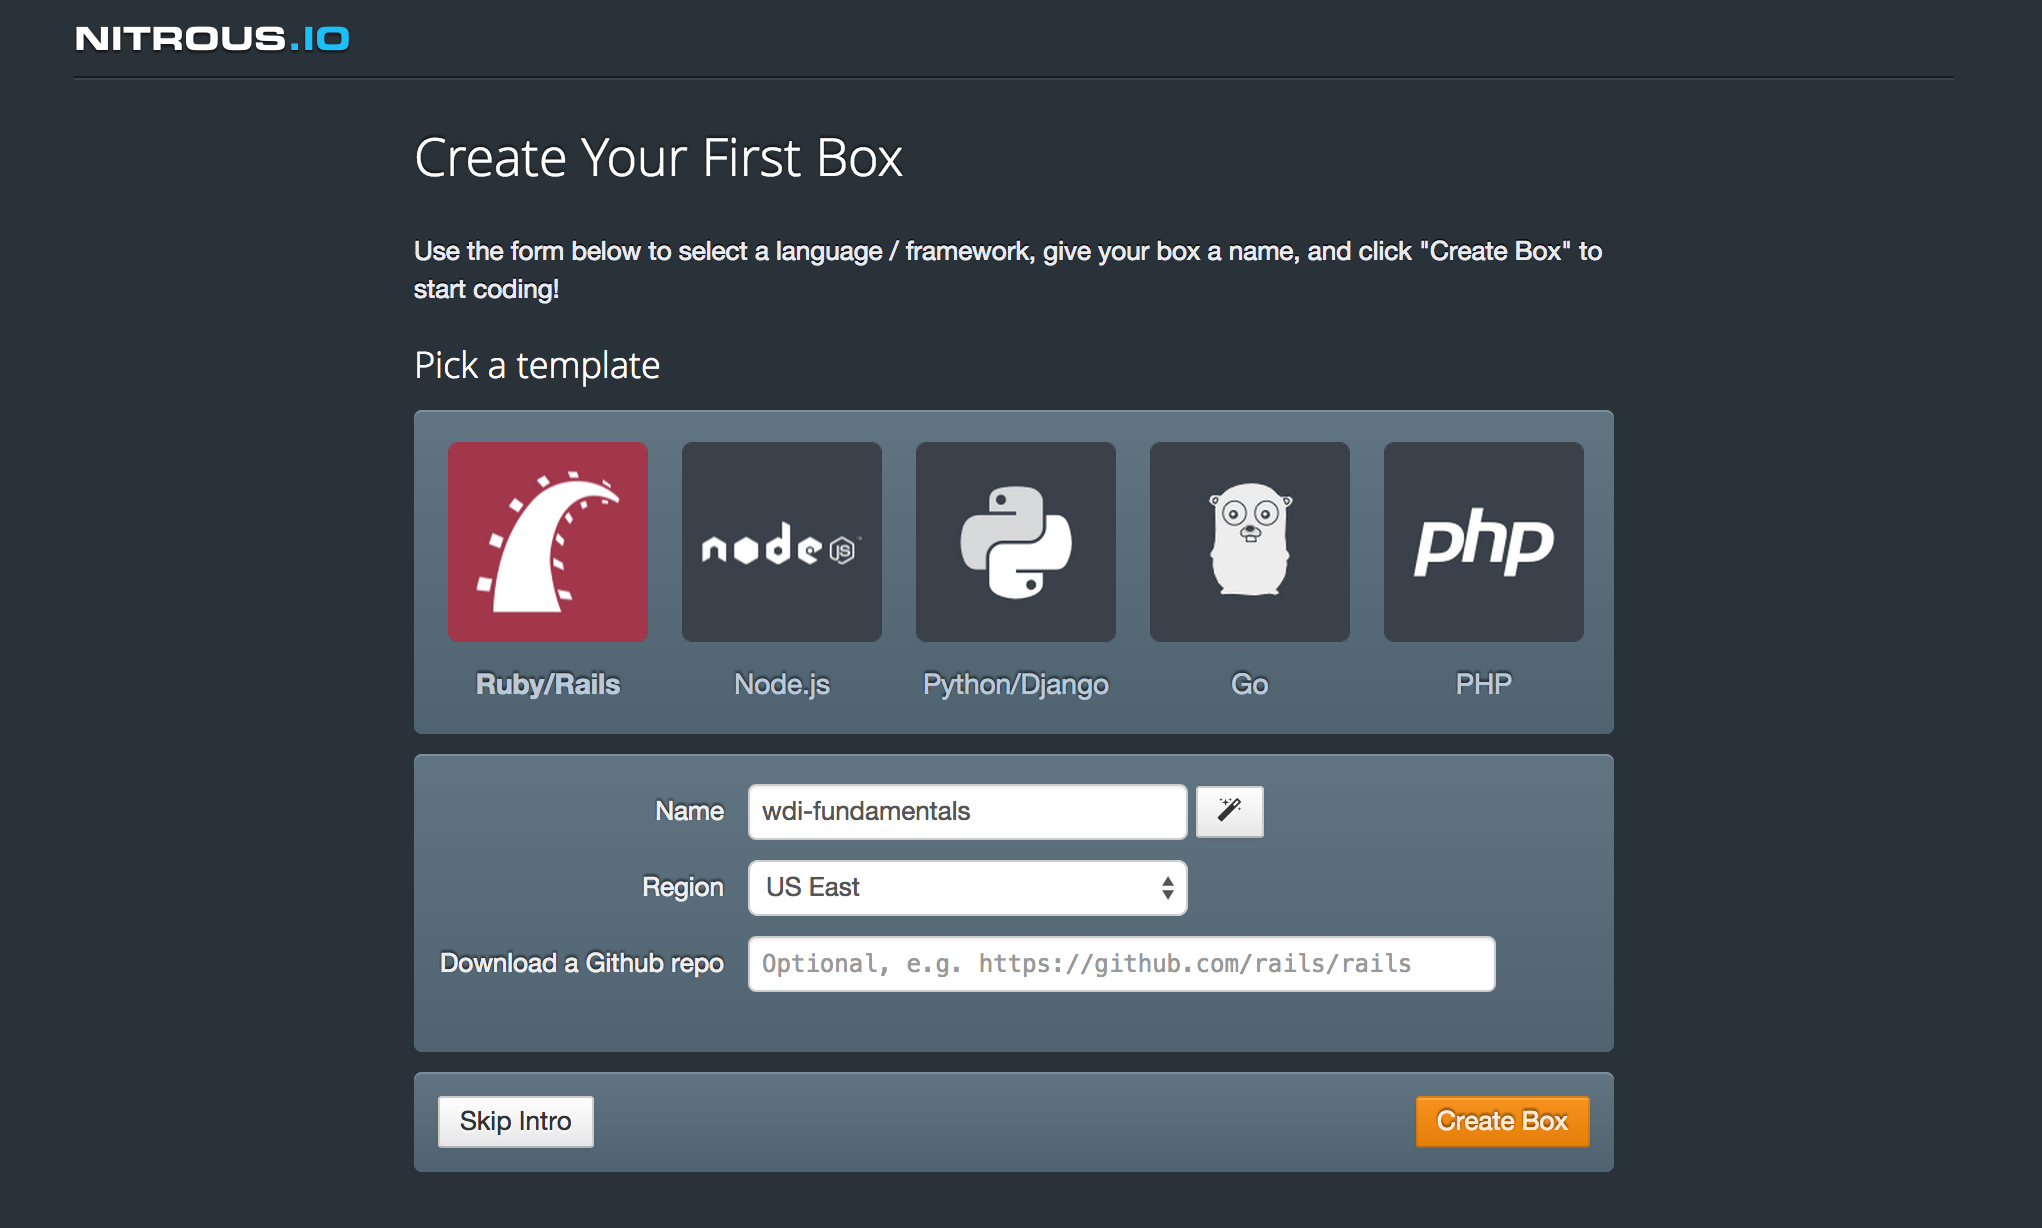 NITROUS.IO
Create Your First Box
Use the form below to select a language / framework, give your box a name, and click "Create Box" to
start coding!
Pick a template
node JS
php
Ruby/Rails
Node.js
Python/Django
Go
PHP
Name
wdi-fundamentals
Region
US East
Download a Github repo
Optional, e.g. https://github.com/rails/rails
Skip Intro
Create Box